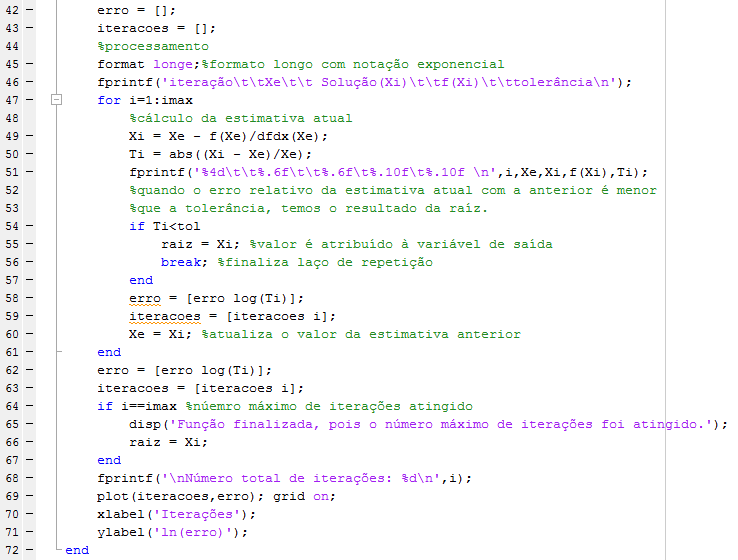 42 – erro = [];
43 – iteracoes = [];
44 %processamento
45 – format longe;%formato longo com notação exponencial
46 – fprintf('iteração\t\tXe\t\t Solução(Xi)\t\tf(Xi)\t\ttolerância\n');
47 – for i=1:imax
48 %cálculo da estimativa atual
49 – Xi = Xe - f(Xe)/dfdx(Xe);
50 – Ti = abs((Xi - Xe)/Xe);
51 – fprintf('%4d\t\t%.6f\t\t%.6f\t%.10f\t%.10f \n',i,Xe,Xi,f(Xi),Ti);
52 %quando o erro relativo da estimativa atual com a anterior é menor
53 %que a tolerância, temos o resultado da raíz.
54 – if Ti<tol
55 – raiz = Xi; %valor é atribuído à variável de saída
56 – break; %finaliza laço de repetição
57 – end
58 – erro = [erro log(Ti)];
59 – iteracoes = [iteracoes i];
60 – Xe = Xi; %atualiza o valor da estimativa anterior
61 – end
62 – erro = [erro log(Ti)];
63 – iteracoes = [iteracoes i];
64 – if i==imax %núemro máximo de iterações atingido
65 – disp('Função finalizada, pois o número máximo de iterações foi atingido.');
66 – raiz = Xi;
67 – end
68 – fprintf('\nNúmero total de iterações: %d\n',i);
69 – plot(iteracoes,erro); grid on;
70 – xlabel('Iterações');
71 – ylabel('ln(erro)');
72 – end